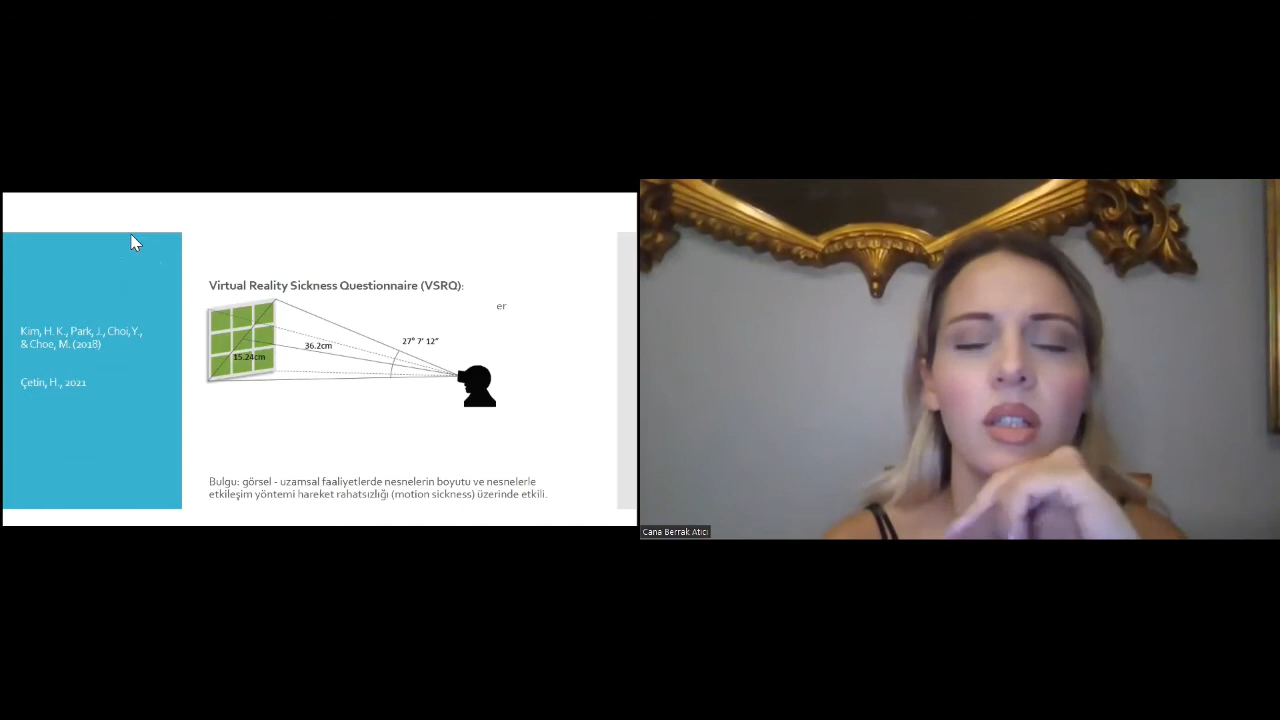 Kim, H. K., Park, J., Choi, Y.,
& Choe, M. (2018)
Çetin, H., 2021
Virtual Reality Sickness Questionnaire (VSRQ):
er
27° 7′ 12″
36.2cm
15.24cm
Bulgu: görsel - uzamsal faaliyetlerde nesnelerin boyutu ve nesnelerle
etkileşim yöntemi hareket rahatsızlığı (motion sickness) üzerinde etkili.
Cana Berrak Atıcı